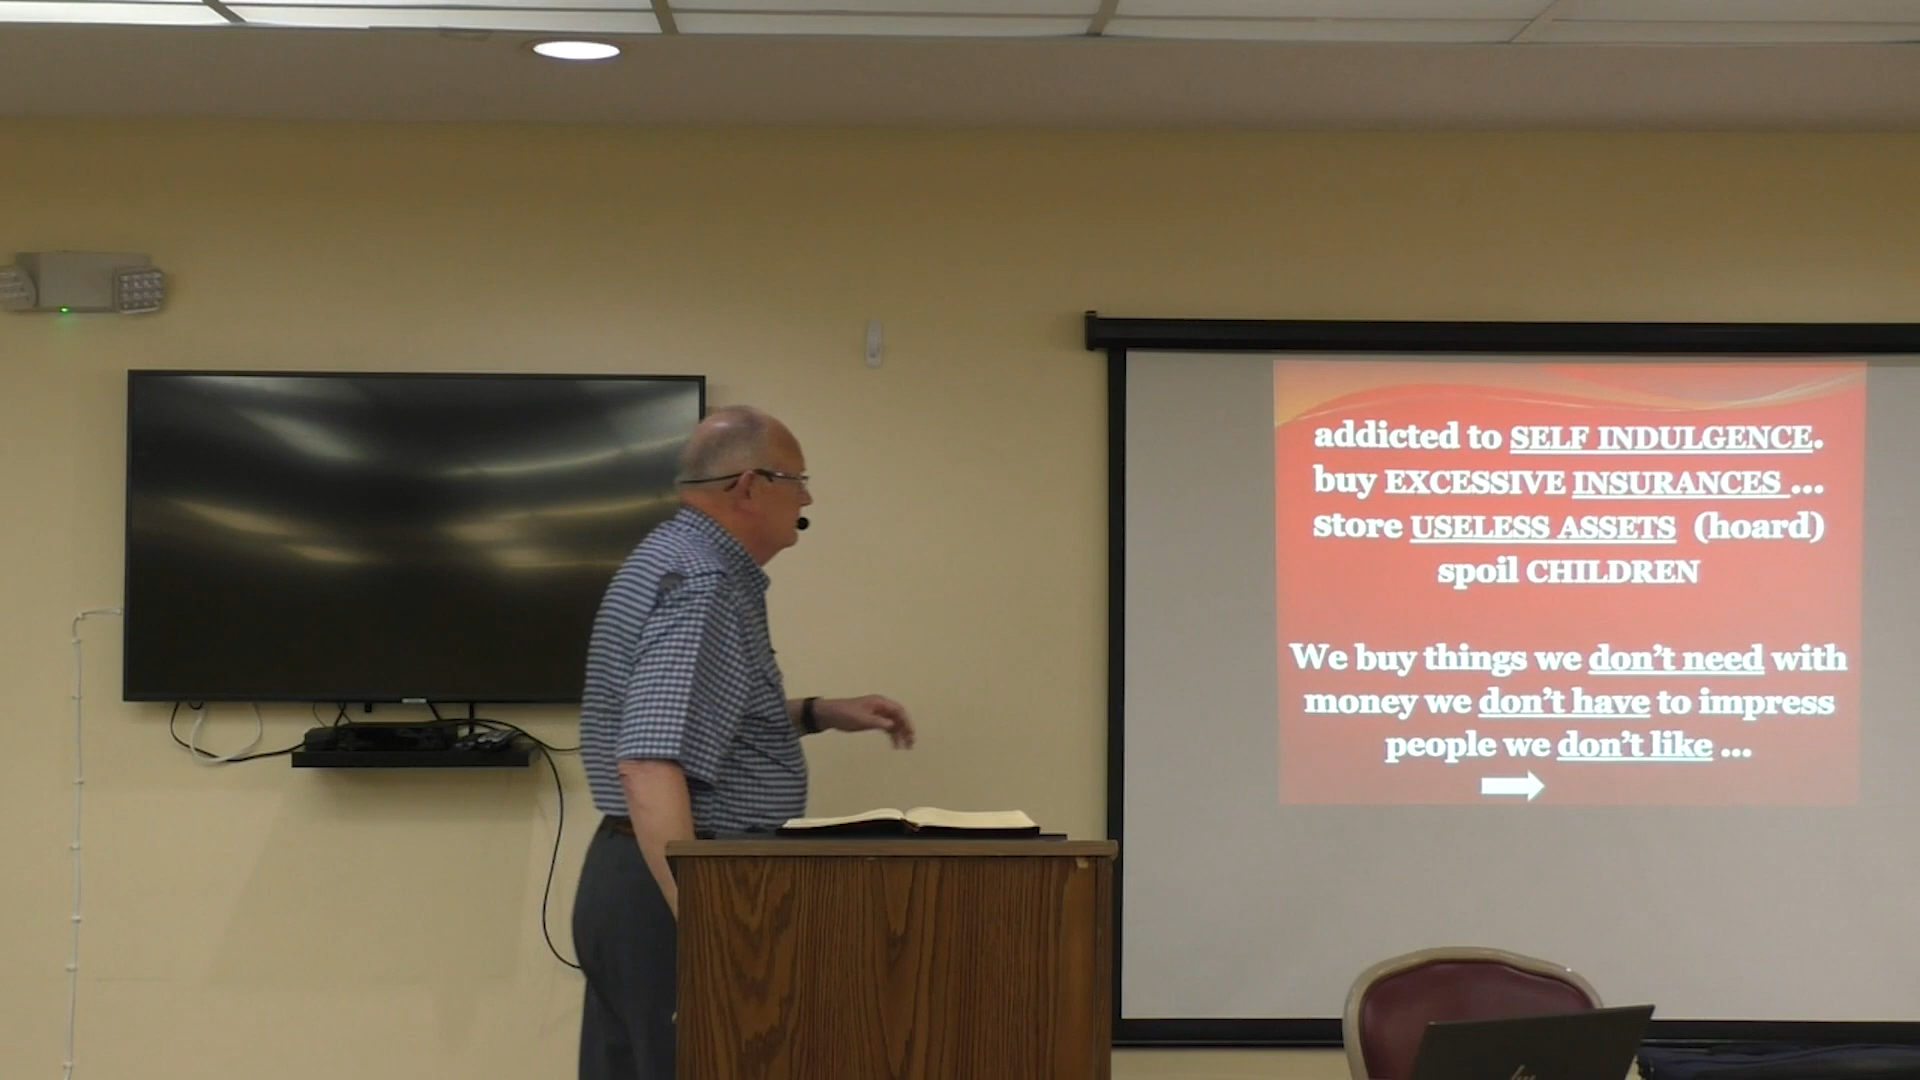 addicted to SELF INDULGENCE.
buy EXCESSIVE INSURANCES ...
store USELESS ASSETS (hoard)
spoil CHILDREN
We buy things we don't need with
money we don't have to impress
people we don't like ...
hp